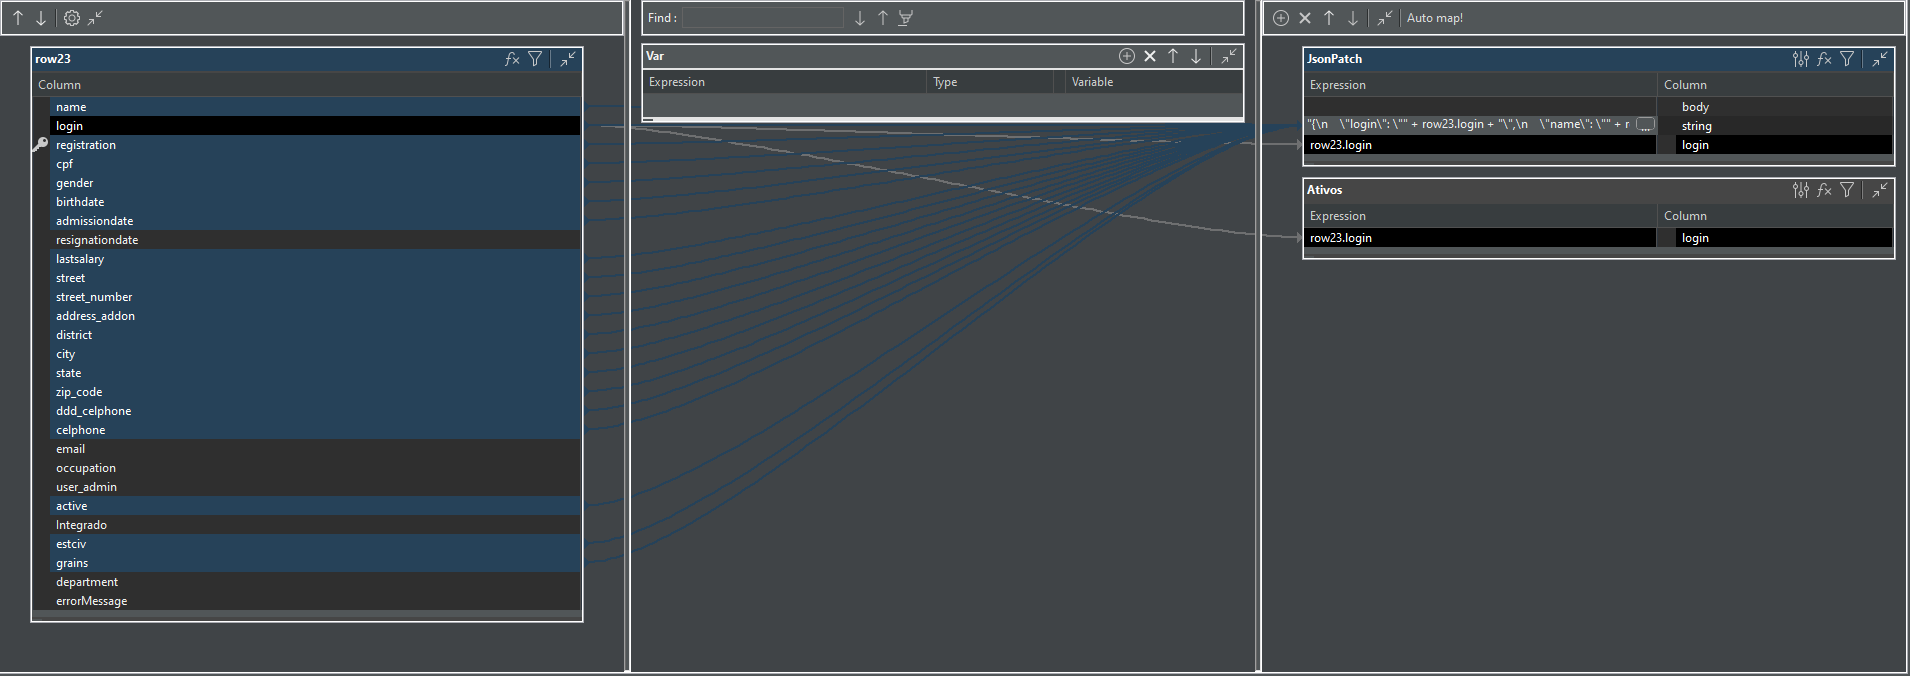 row23
Column
name
login
registration
cpf
gender
birthdate
admissiondate
resignationdate
lastsalary
street
street_number
address_addon
district
city
state
zip_code
ddd_celphone
celphone
email
occupation
user_admin
active
Integrado
estciv
grains
department
errorMessage
Find :
Var
Expression Type Variable
Auto map!
JsonPatch
Expression Column
body
"{\n \"login\": \"" + row23.login + "\",\n \"name\": \"" + r ... string
row23.login login
Ativos
Expression Column
row23.login login